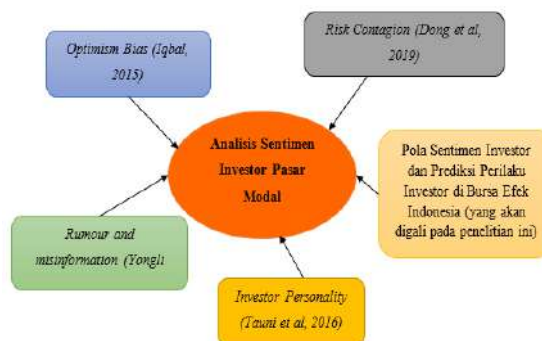 Optimism Bias (Iqbal,
2015)
Risk Contagion (Dong et al,
2019)
Analisis Sentimen
Investor Pasar
Modal
Pola Sentimen Investor
dan Prediksi Perilaku
Investor di Bursa Efek
Indonesia (yang akan
digali pada penelitian ini)
Rumour and
misinformation (Yongli
Investor Personality
(Tauni et al, 2016)